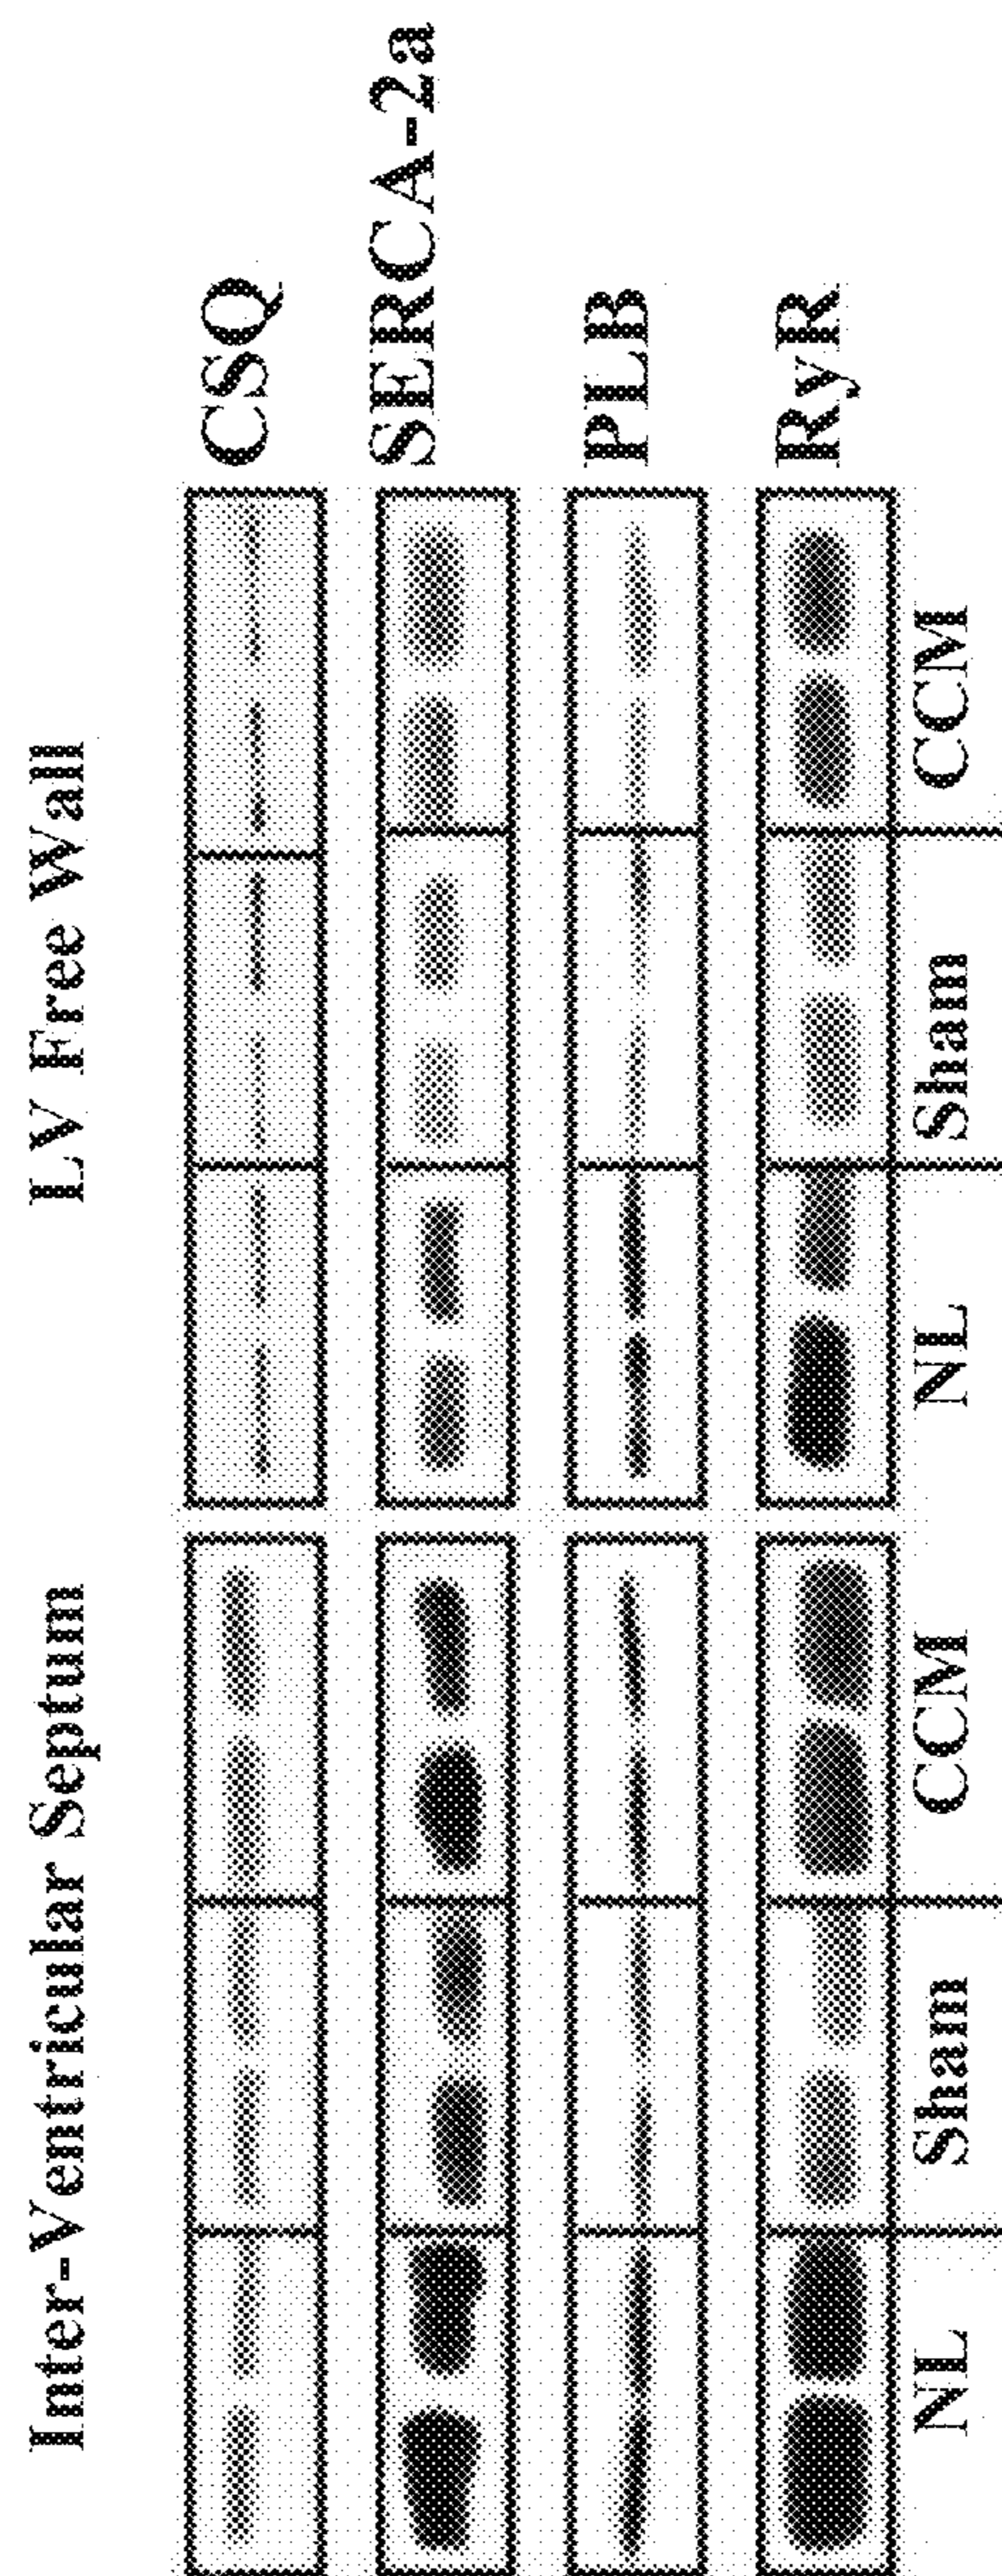 Inter-Ventricular Septum
LV Free Wall
CSQ
SERCA-2a
PLB
RyR
NL
Sham
CCM
NL
Sham
CCM